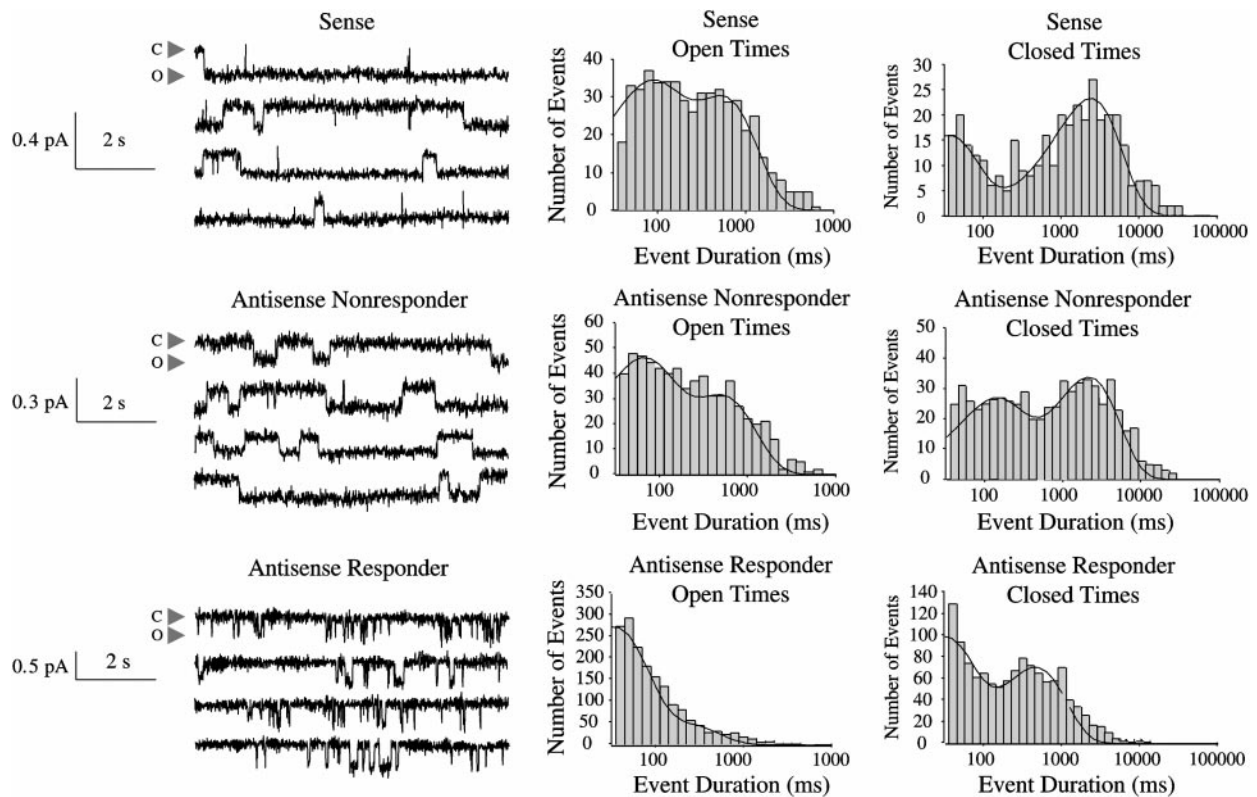 Sense
C
O
0.4 pA
2 s
Sense
Open Times
Number of Events
40
30
20
10
0
100
1000
1000
Event Duration (ms)
Sense
Closed Times
Number of Events
30
25
20
15
10
5
0
100
1000
10000
100000
Event Duration (ms)
Antisense Nonresponder
C
O
0.3 pA
2 s
Antisense Nonresponder
Open Times
Number of Events
60
50
40
30
20
10
0
100
1000
1000
Event Duration (ms)
Antisense Nonresponder
Closed Times
Number of Events
50
40
30
20
10
0
100
1000
10000
100000
Event Duration (ms)
Antisense Responder
C
O
0.5 pA
2 s
Antisense Responder
Open Times
Number of Events
350
300
250
200
150
100
50
0
100
1000
1000
Event Duration (ms)
Antisense Responder
Closed Times
Number of Events
140
120
100
80
60
40
20
0
100
1000
10000
100000
Event Duration (ms)